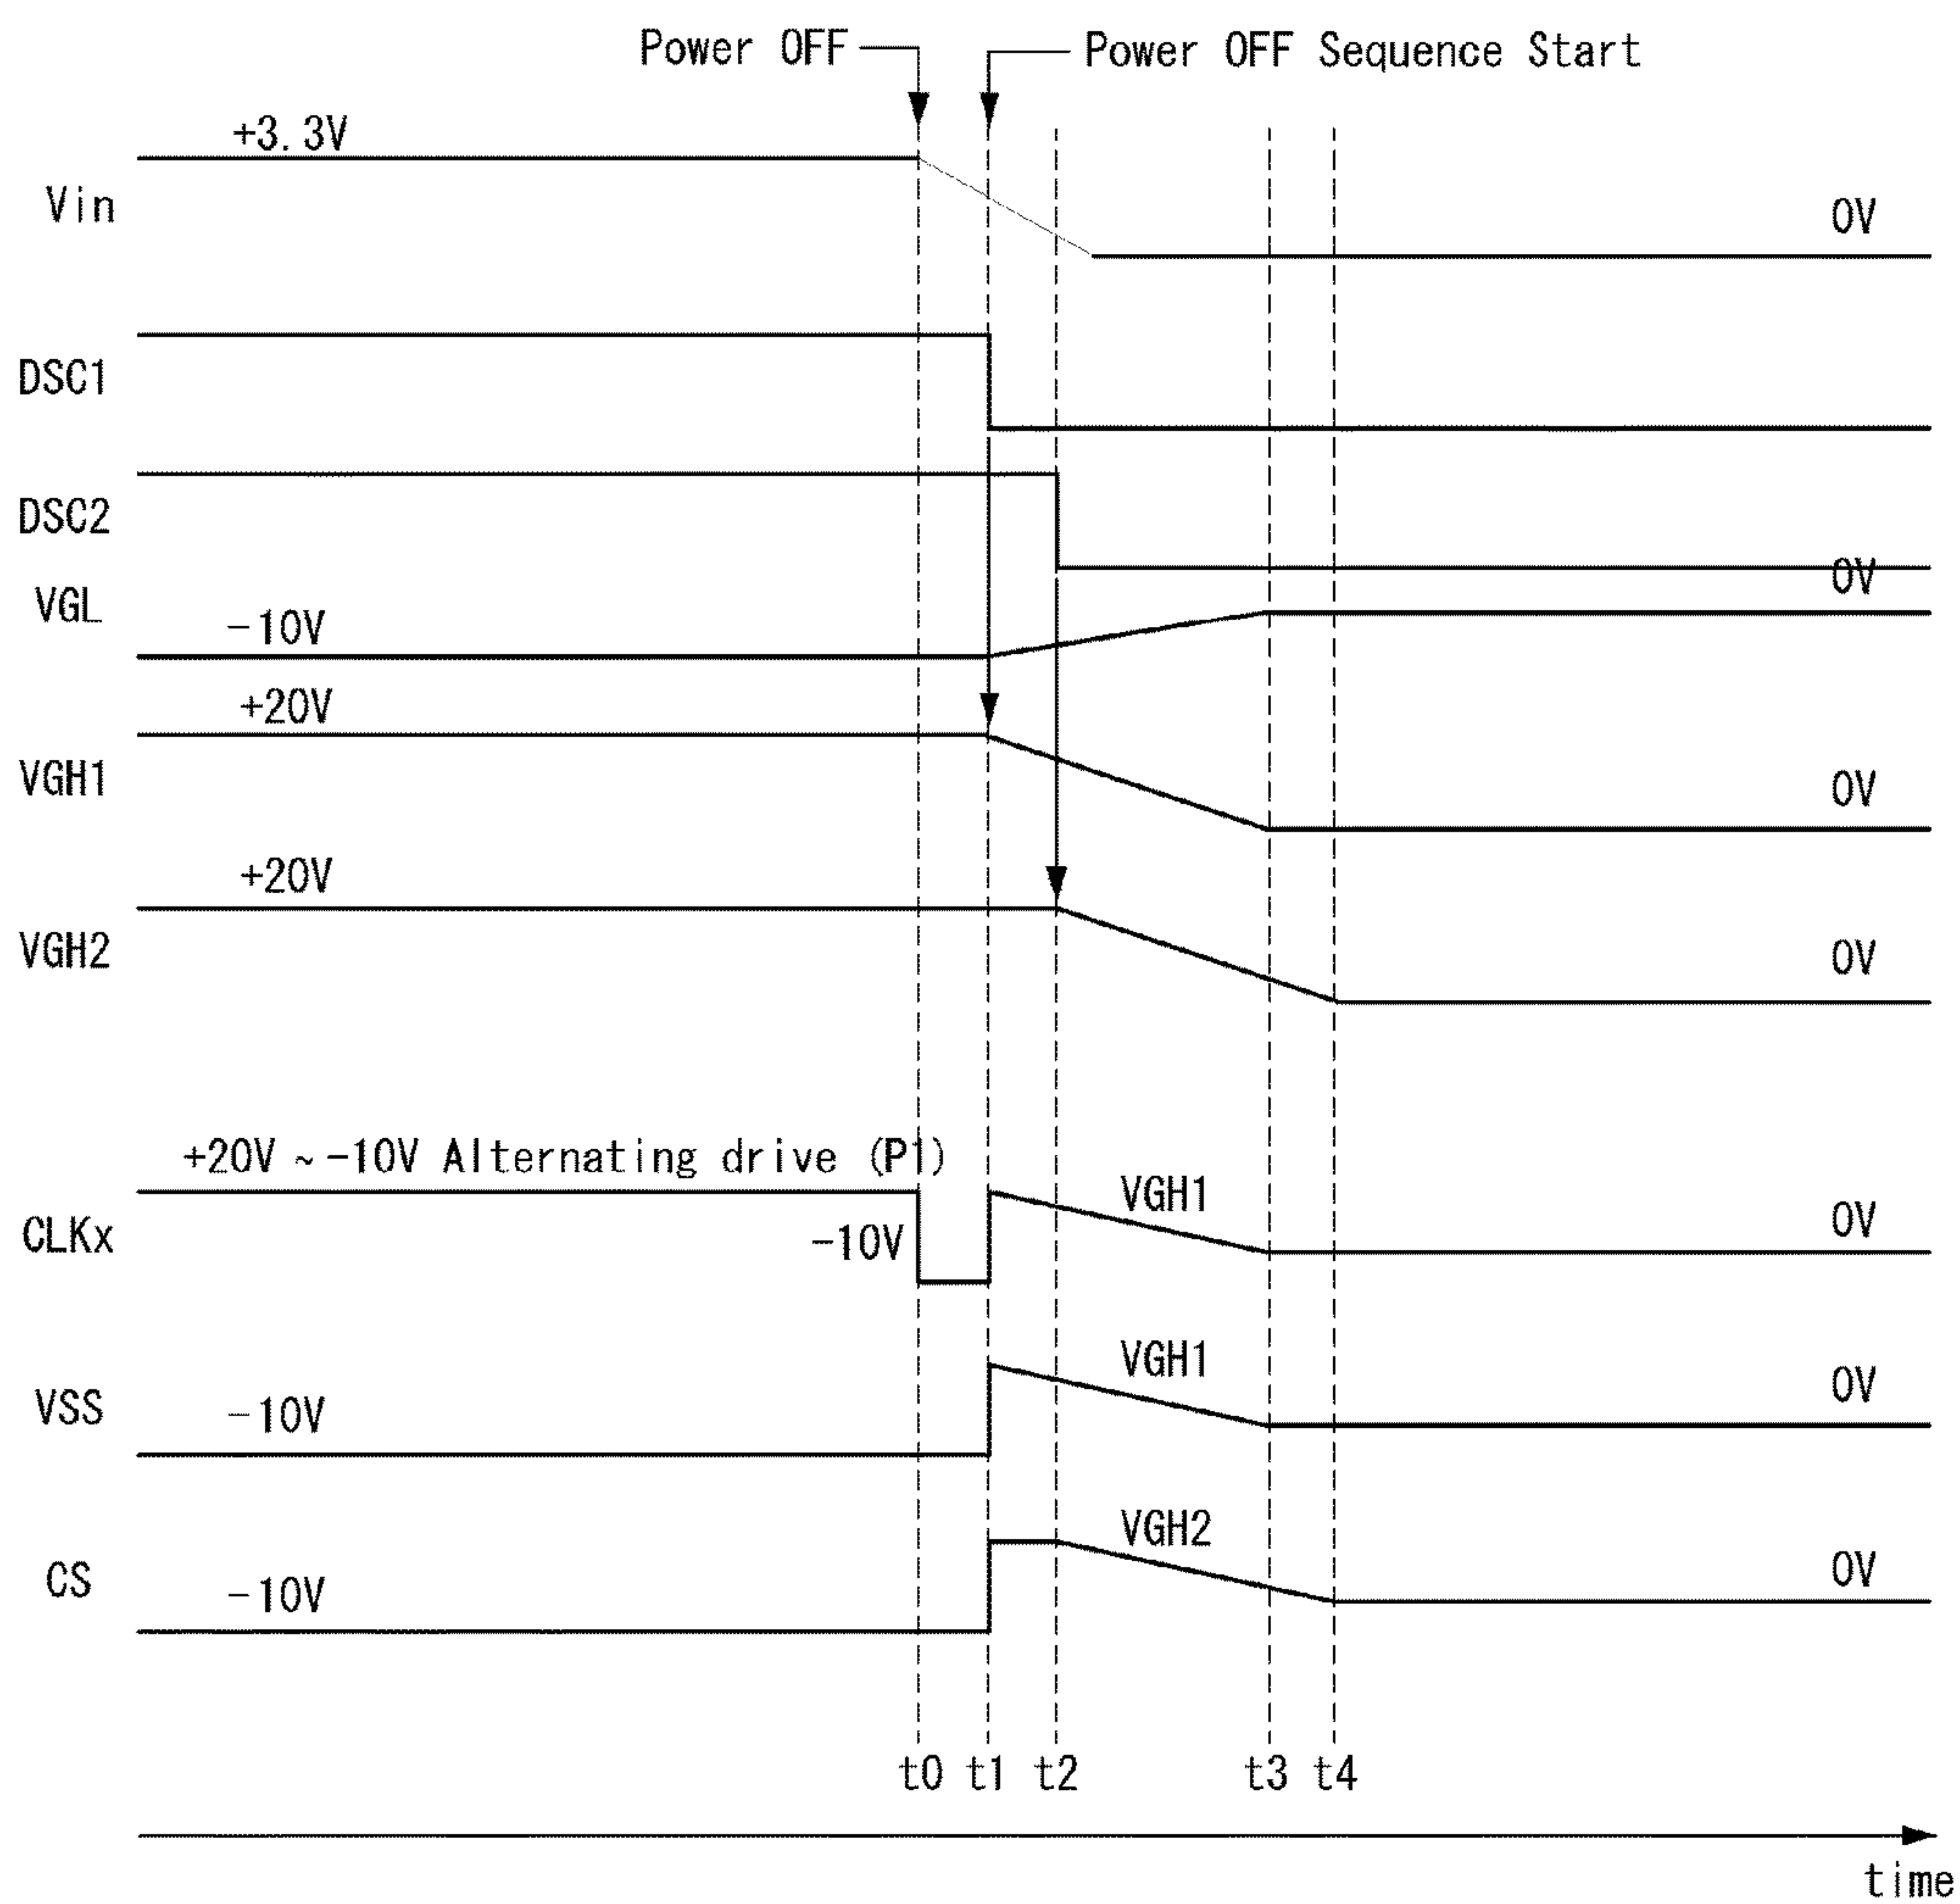 Power OFF
Power OFF Sequence Start
+3.3V
Vin
0V
DSC1
DSC2
VGL
0V
-10V
+20V
VGH1
0V
+20V
VGH2
0V
+20V ~ -10V Alternating drive (P1)
VGH1
CLKx
-10V
0V
VGH1
VSS
-10V
0V
VGH2
CS
-10V
0V
t0 t1 t2 t3 t4
time